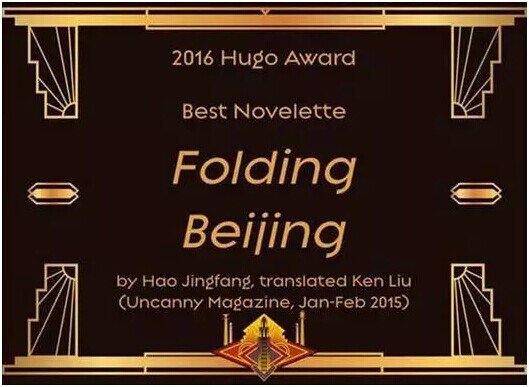 2016 Hugo Award
Best Novelette
Folding
Beijing
by Hao Jingfang, translated Ken Liu
(Uncanny Magazine, Jan-Feb 2015)